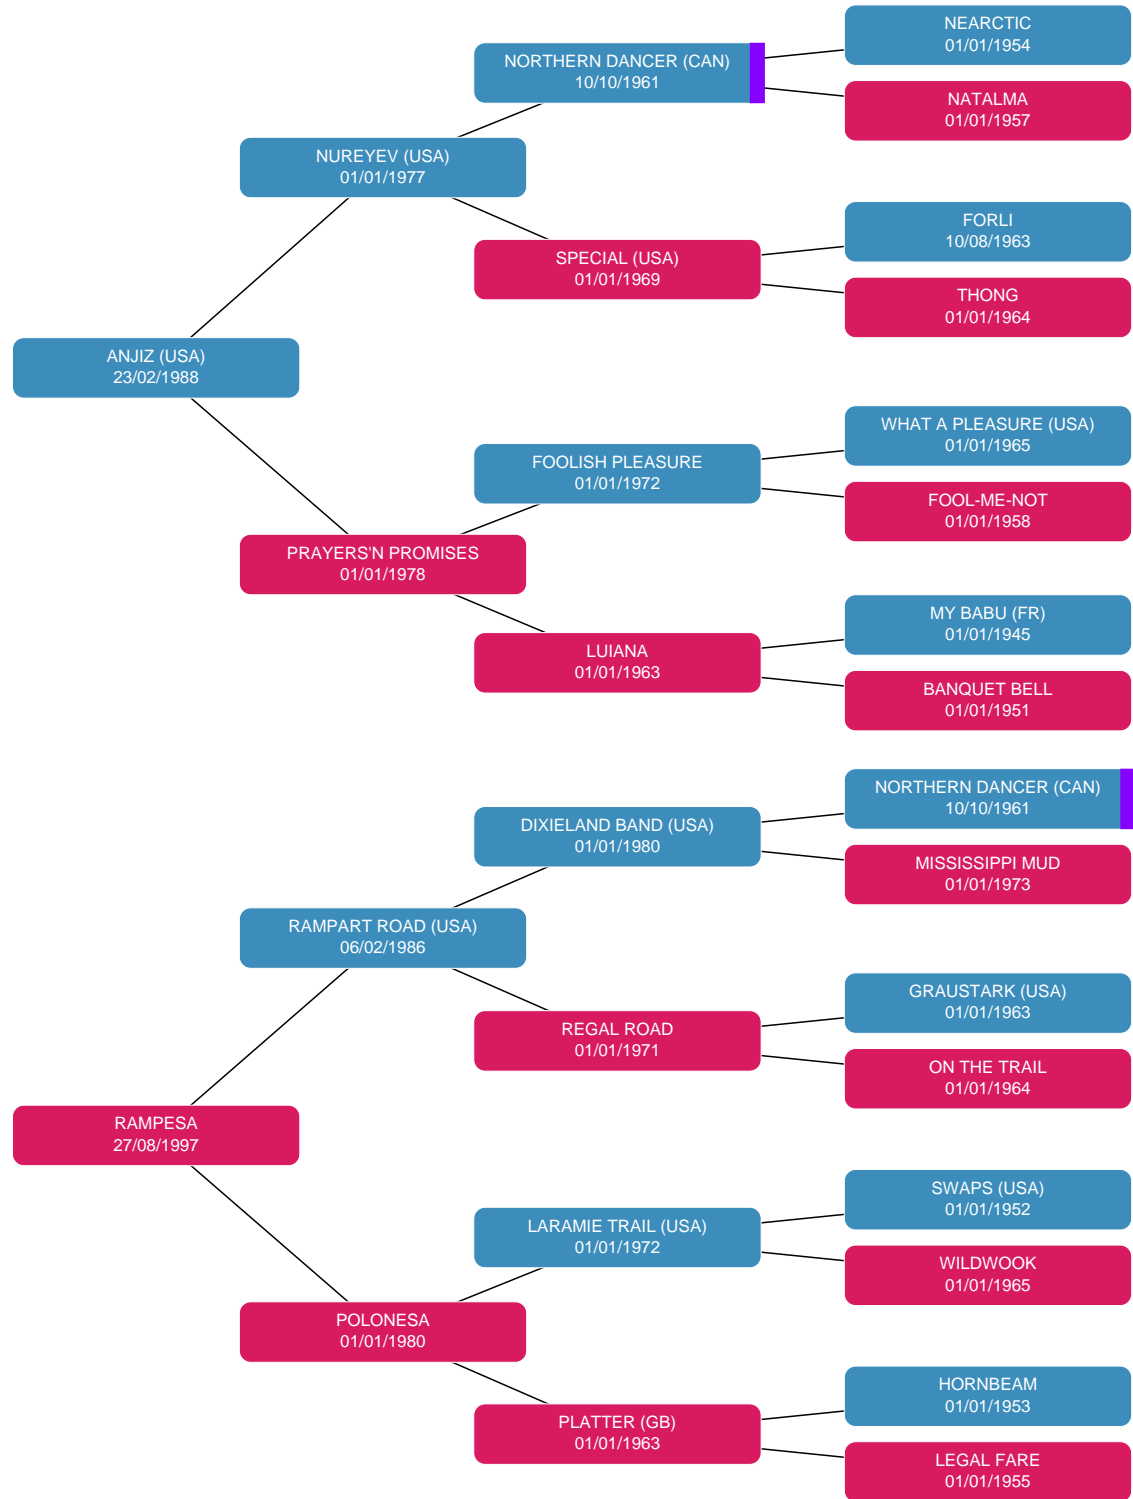 NEARCTIC
01/01/1954
NORTHERN DANCER (CAN)
10/10/1961
NATALMA
01/01/1957
NUREYEV (USA)
01/01/1977
FORLI
10/08/1963
SPECIAL (USA)
01/01/1969
THONG
01/01/1964
ANJIZ (USA)
23/02/1988
WHAT A PLEASURE (USA)
01/01/1965
FOOLISH PLEASURE
01/01/1972
FOOL-ME-NOT
01/01/1958
PRAYERS'N PROMISES
01/01/1978
MY BABU (FR)
01/01/1945
LUIANA
01/01/1963
BANQUET BELL
01/01/1951
NORTHERN DANCER (CAN)
10/10/1961
DIXIELAND BAND (USA)
01/01/1980
MISSISSIPPI MUD
01/01/1973
RAMPART ROAD (USA)
06/02/1986
GRAUSTARK (USA)
01/01/1963
REGAL ROAD
01/01/1971
ON THE TRAIL
01/01/1964
RAMPESA
27/08/1997
SWAPS (USA)
01/01/1952
LARAMIE TRAIL (USA)
01/01/1972
WILDWOOK
01/01/1965
POLONESA
01/01/1980
HORNBEAM
01/01/1953
PLATTER (GB)
01/01/1963
LEGAL FARE
01/01/1955